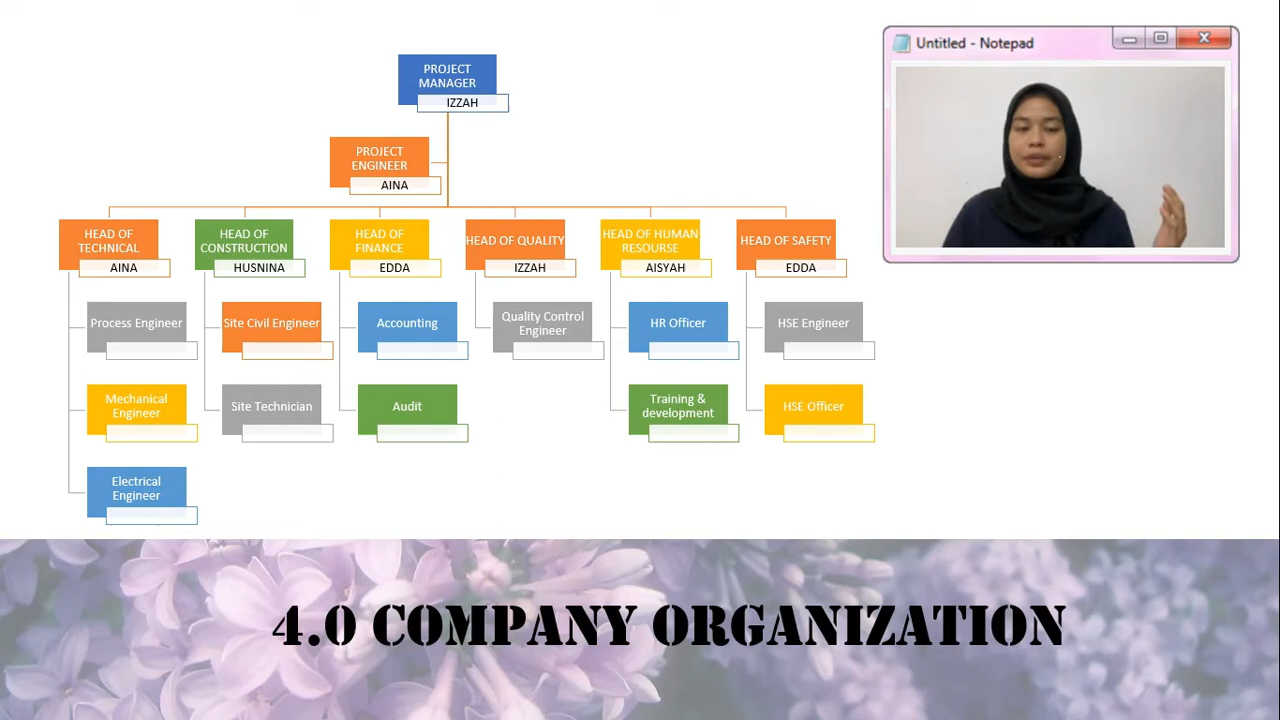 Untitled - Notepad
PROJECT
MANAGER
IZZAH
PROJECT
ENGINEER
AINA
HEAD OF
TECHNICAL
AINA
HEAD OF
CONSTRUCTION
HUSNINA
HEAD OF
FINANCE
EDDA
HEAD OF QUALITY
IZZAH
HEAD OF HUMAN
RESOURSE
AISYAH
HEAD OF SAFETY
EDDA
Process Engineer
Mechanical
Engineer
Electrical
Engineer
Site Civil Engineer
Site Technician
Accounting
Audit
Quality Control
Engineer
HR Officer
Training &
development
HSE Engineer
HSE Officer
4.0 COMPANY ORGANIZATION